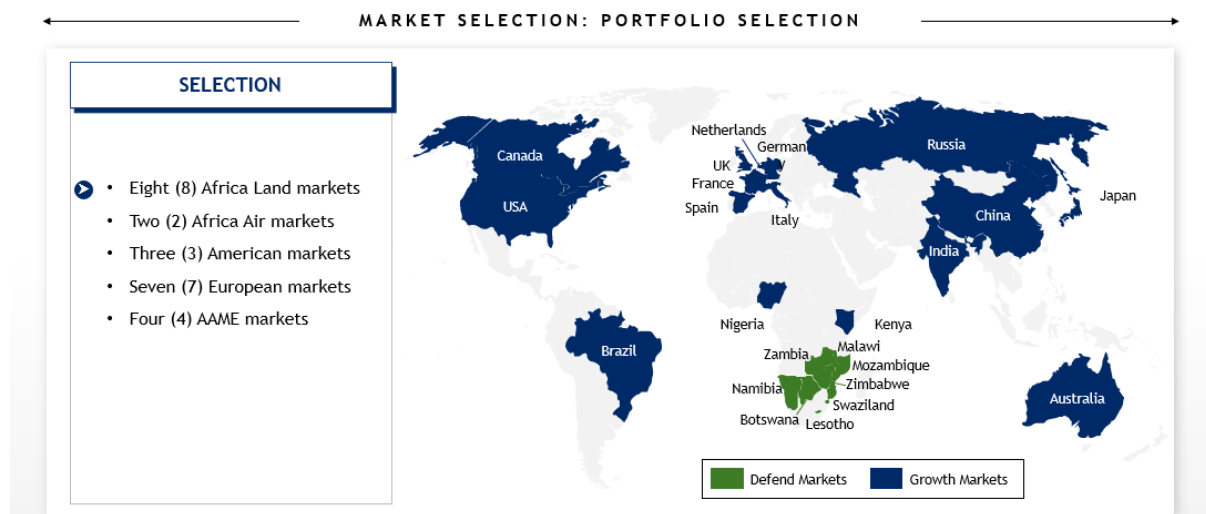 MARKET SELECTION: PORTFOLIO SELECTION
SELECTION
• Eight (8) Africa Land markets
• Two (2) Africa Air markets
• Three (3) American markets
• Seven (7) European markets
• Four (4) AAME markets
Netherlands
Germany
Canada
Russia
UK
France
Japan
USA
Spain
China
Italy
India
Nigeria
Kenya
Malawi
Brazil
Zambia
Mozambique
Namibia
Zimbabwe
Australia
Swaziland
Botswana
Lesotho
Defend Markets
Growth Markets